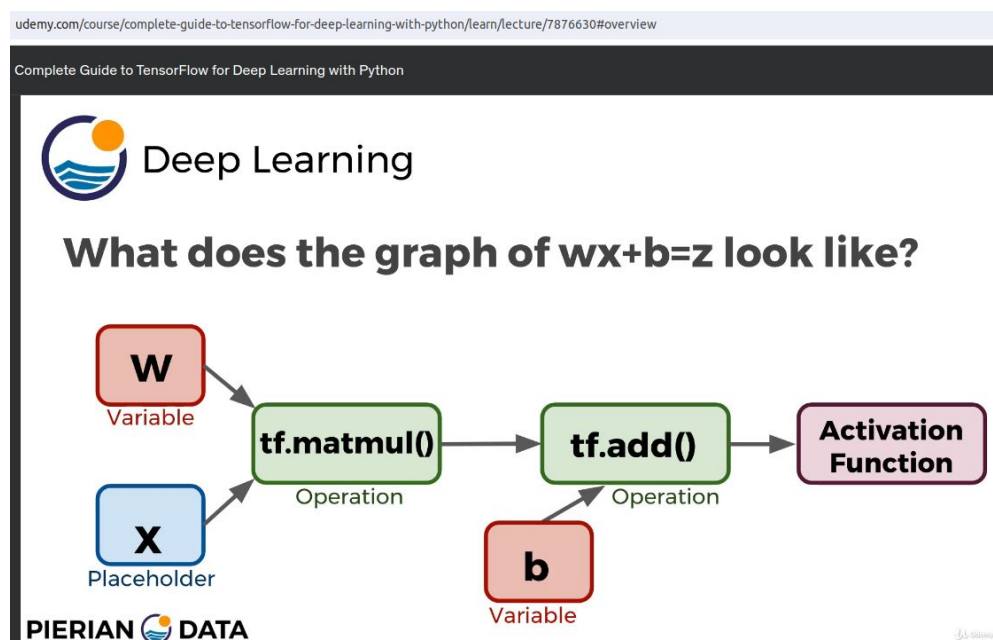 udemy.com/course/complete-guide-to-tensorflow-for-deep-learning-with-python/learn/lecture/7876630#overview
Complete Guide to TensorFlow for Deep Learning with Python
Deep Learning
What does the graph of wx+b=z look like?
W
Variable
tf.matmul()
Operation
tf.add()
Operation
Activation
Function
X
Placeholder
b
Variable
PIERIAN DATA
Udemy